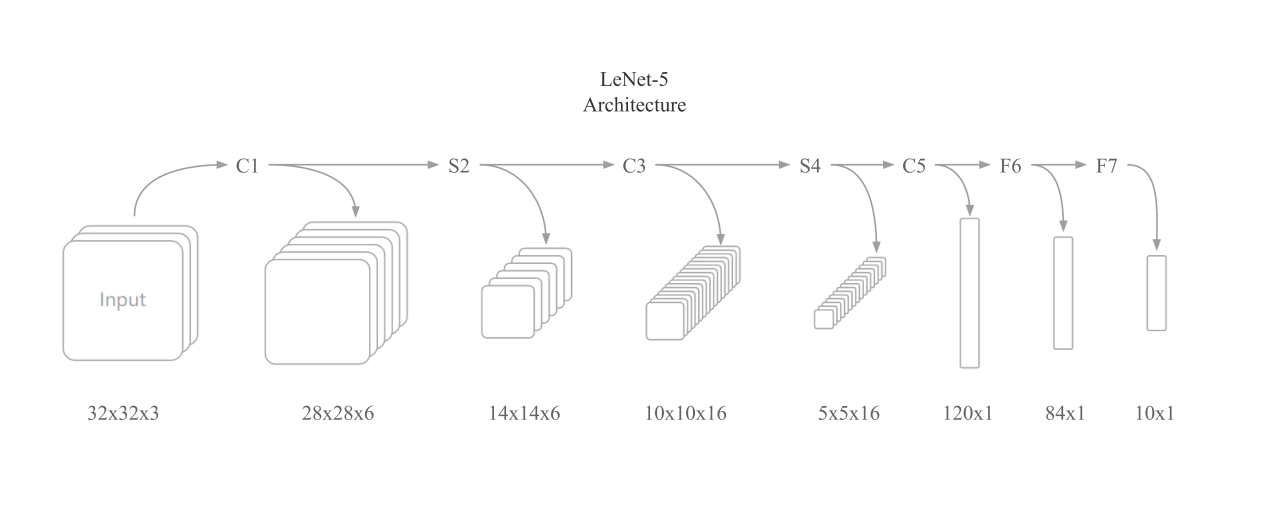 LeNet-5
Architecture
C1 S2 C3 S4 C5 F6 F7
Input
32x32x3 28x28x6 14x14x6 10x10x16 5x5x16 120x1 84x1 10x1